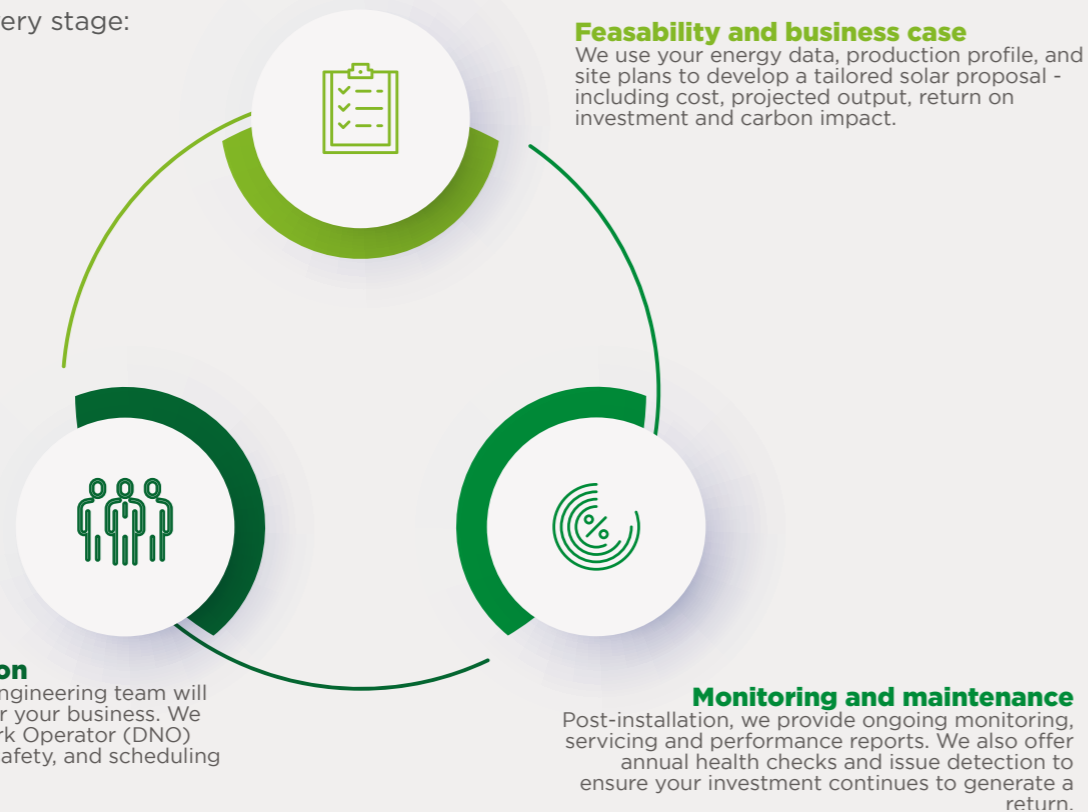 ery stage:
Feasability and business case
We use your energy data, production profile, and
site plans to develop a tailored solar proposal -
including cost, projected output, return on
investment and carbon impact.
%
on
ngineering team will
r your business. We
rk Operator (DNO)
afety, and scheduling
Monitoring and maintenance
Post-installation, we provide ongoing monitoring,
servicing and performance reports. We also offer
annual health checks and issue detection to
ensure your investment continues to generate a
return.